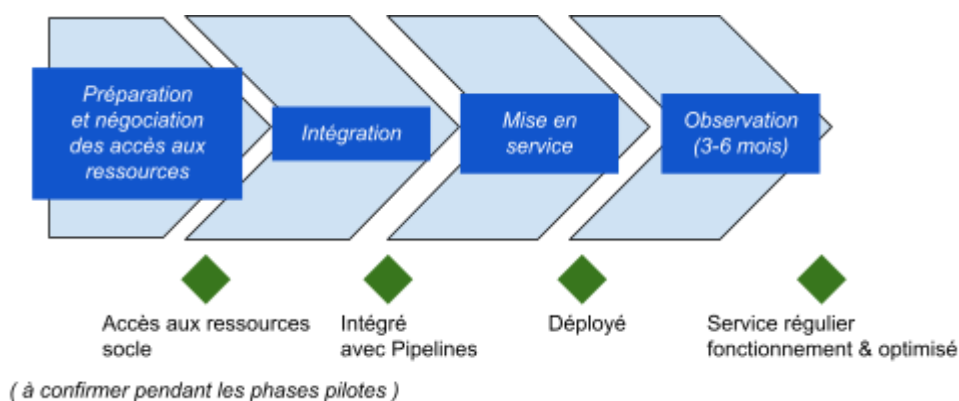 Préparation
et négociation
des accès aux
ressources
Intégration
Mise en
service
Observation
(3-6 mois)
Accès aux ressources
socle
Intégré
avec Pipelines
Déployé
Service régulier
fonctionnement & optimisé
( à confirmer pendant les phases pilotes )